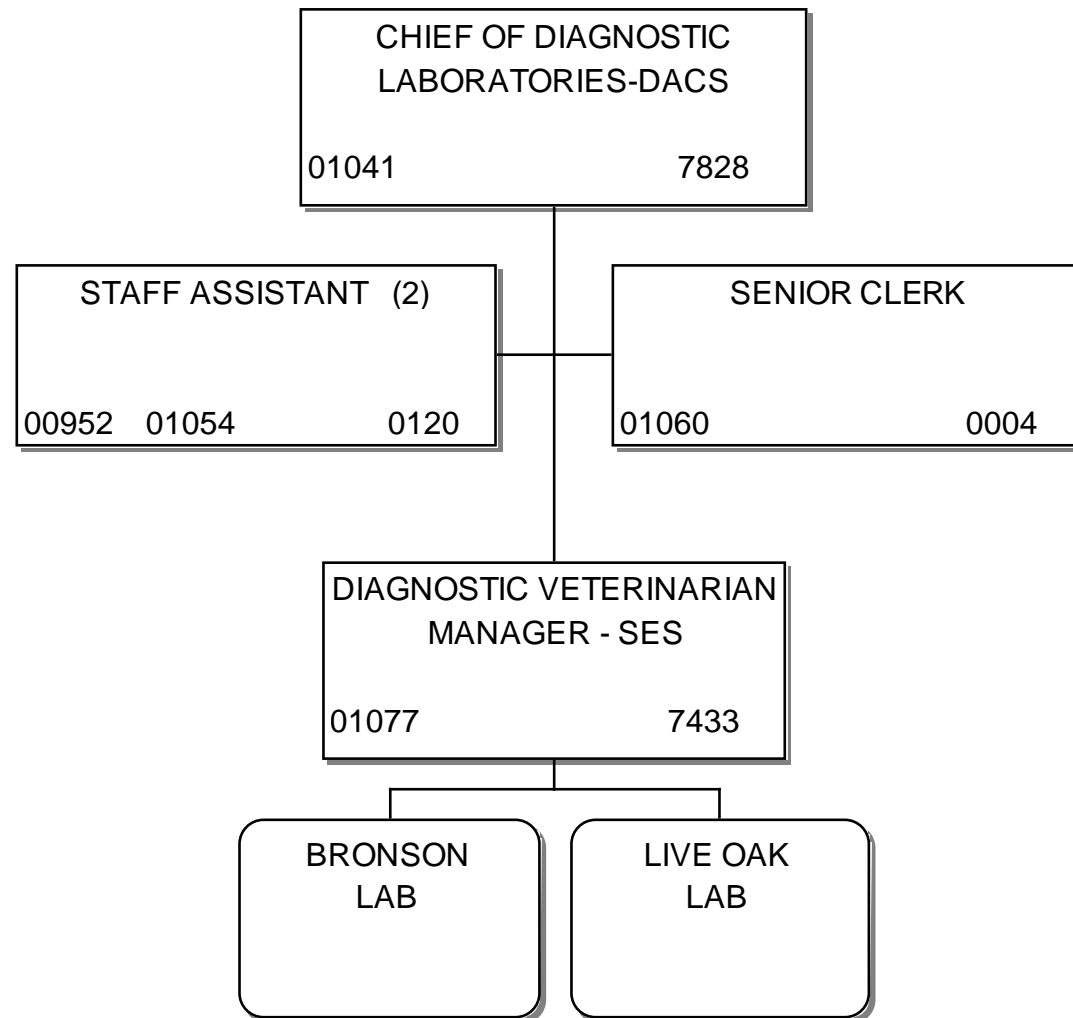 CHIEF OF DIAGNOSTIC
LABORATORIES-DACS
01041 7828
STAFF ASSISTANT (2)
00952 01054 0120
SENIOR CLERK
01060 0004
DIAGNOSTIC VETERINARIAN
MANAGER - SES
01077 7433
BRONSON
LAB
LIVE OAK
LAB